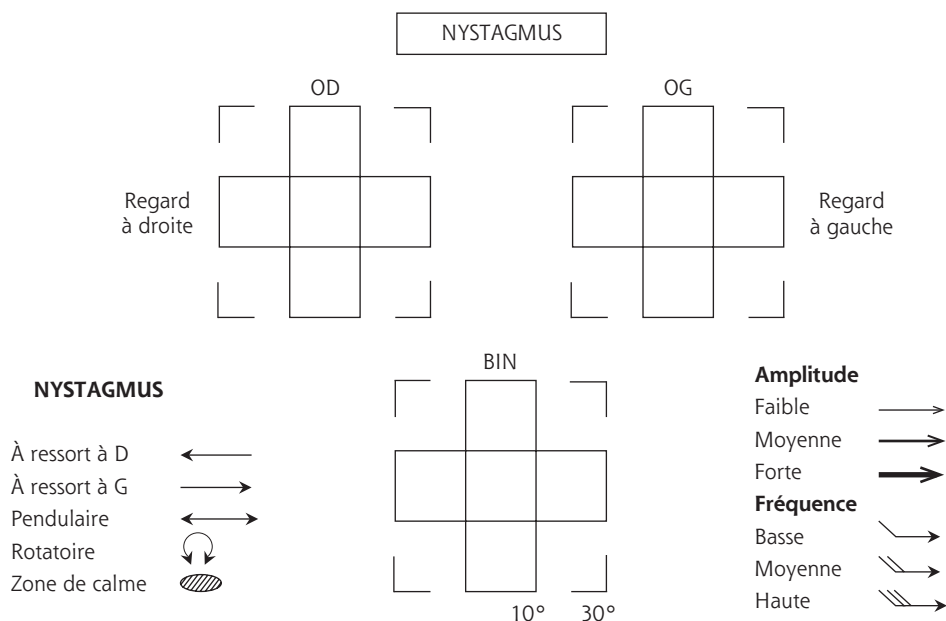 NYSTAGMUS
OD
OG
Regard
à droite
Regard
à gauche
BIN
NYSTAGMUS
À ressort à D
À ressort à G
Pendulaire
Rotatoire
Zone de calme
10° 30°
Amplitude
Faible
Moyenne
Forte
Fréquence
Basse
Moyenne
Haute